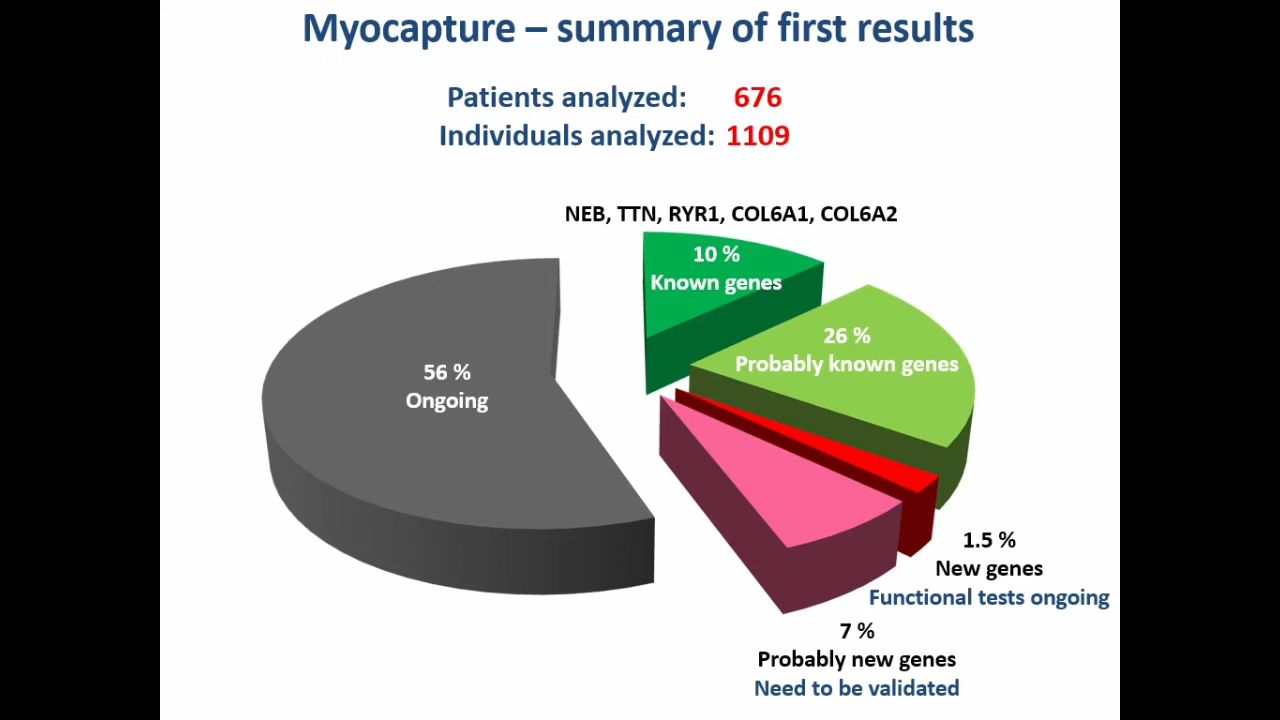 Myocapture – summary of first results
Patients analyzed: 676
Individuals analyzed: 1109
NEB, TTN, RYR1, COL6A1, COL6A2
10 %
Known genes
26 %
Probably known genes
56 %
Ongoing
1.5 %
New genes
Functional tests ongoing
7 %
Probably new genes
Need to be validated